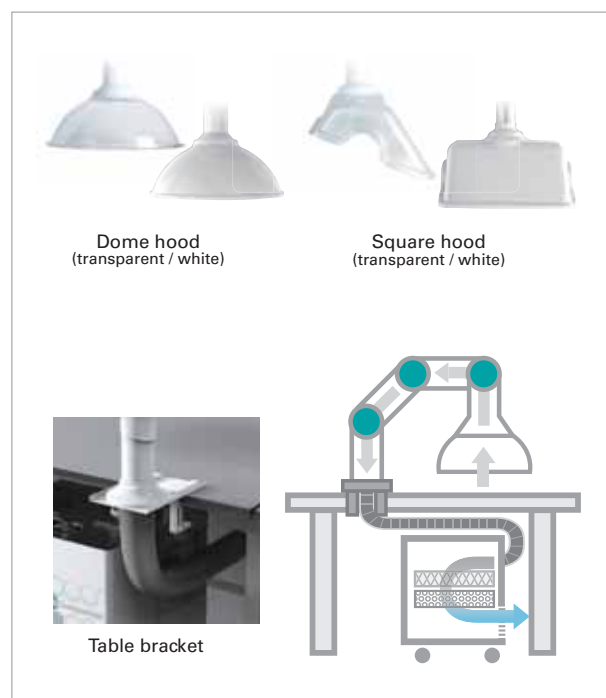 Dome hood
(transparent / white)
Square hood
(transparent / white)
Table bracket